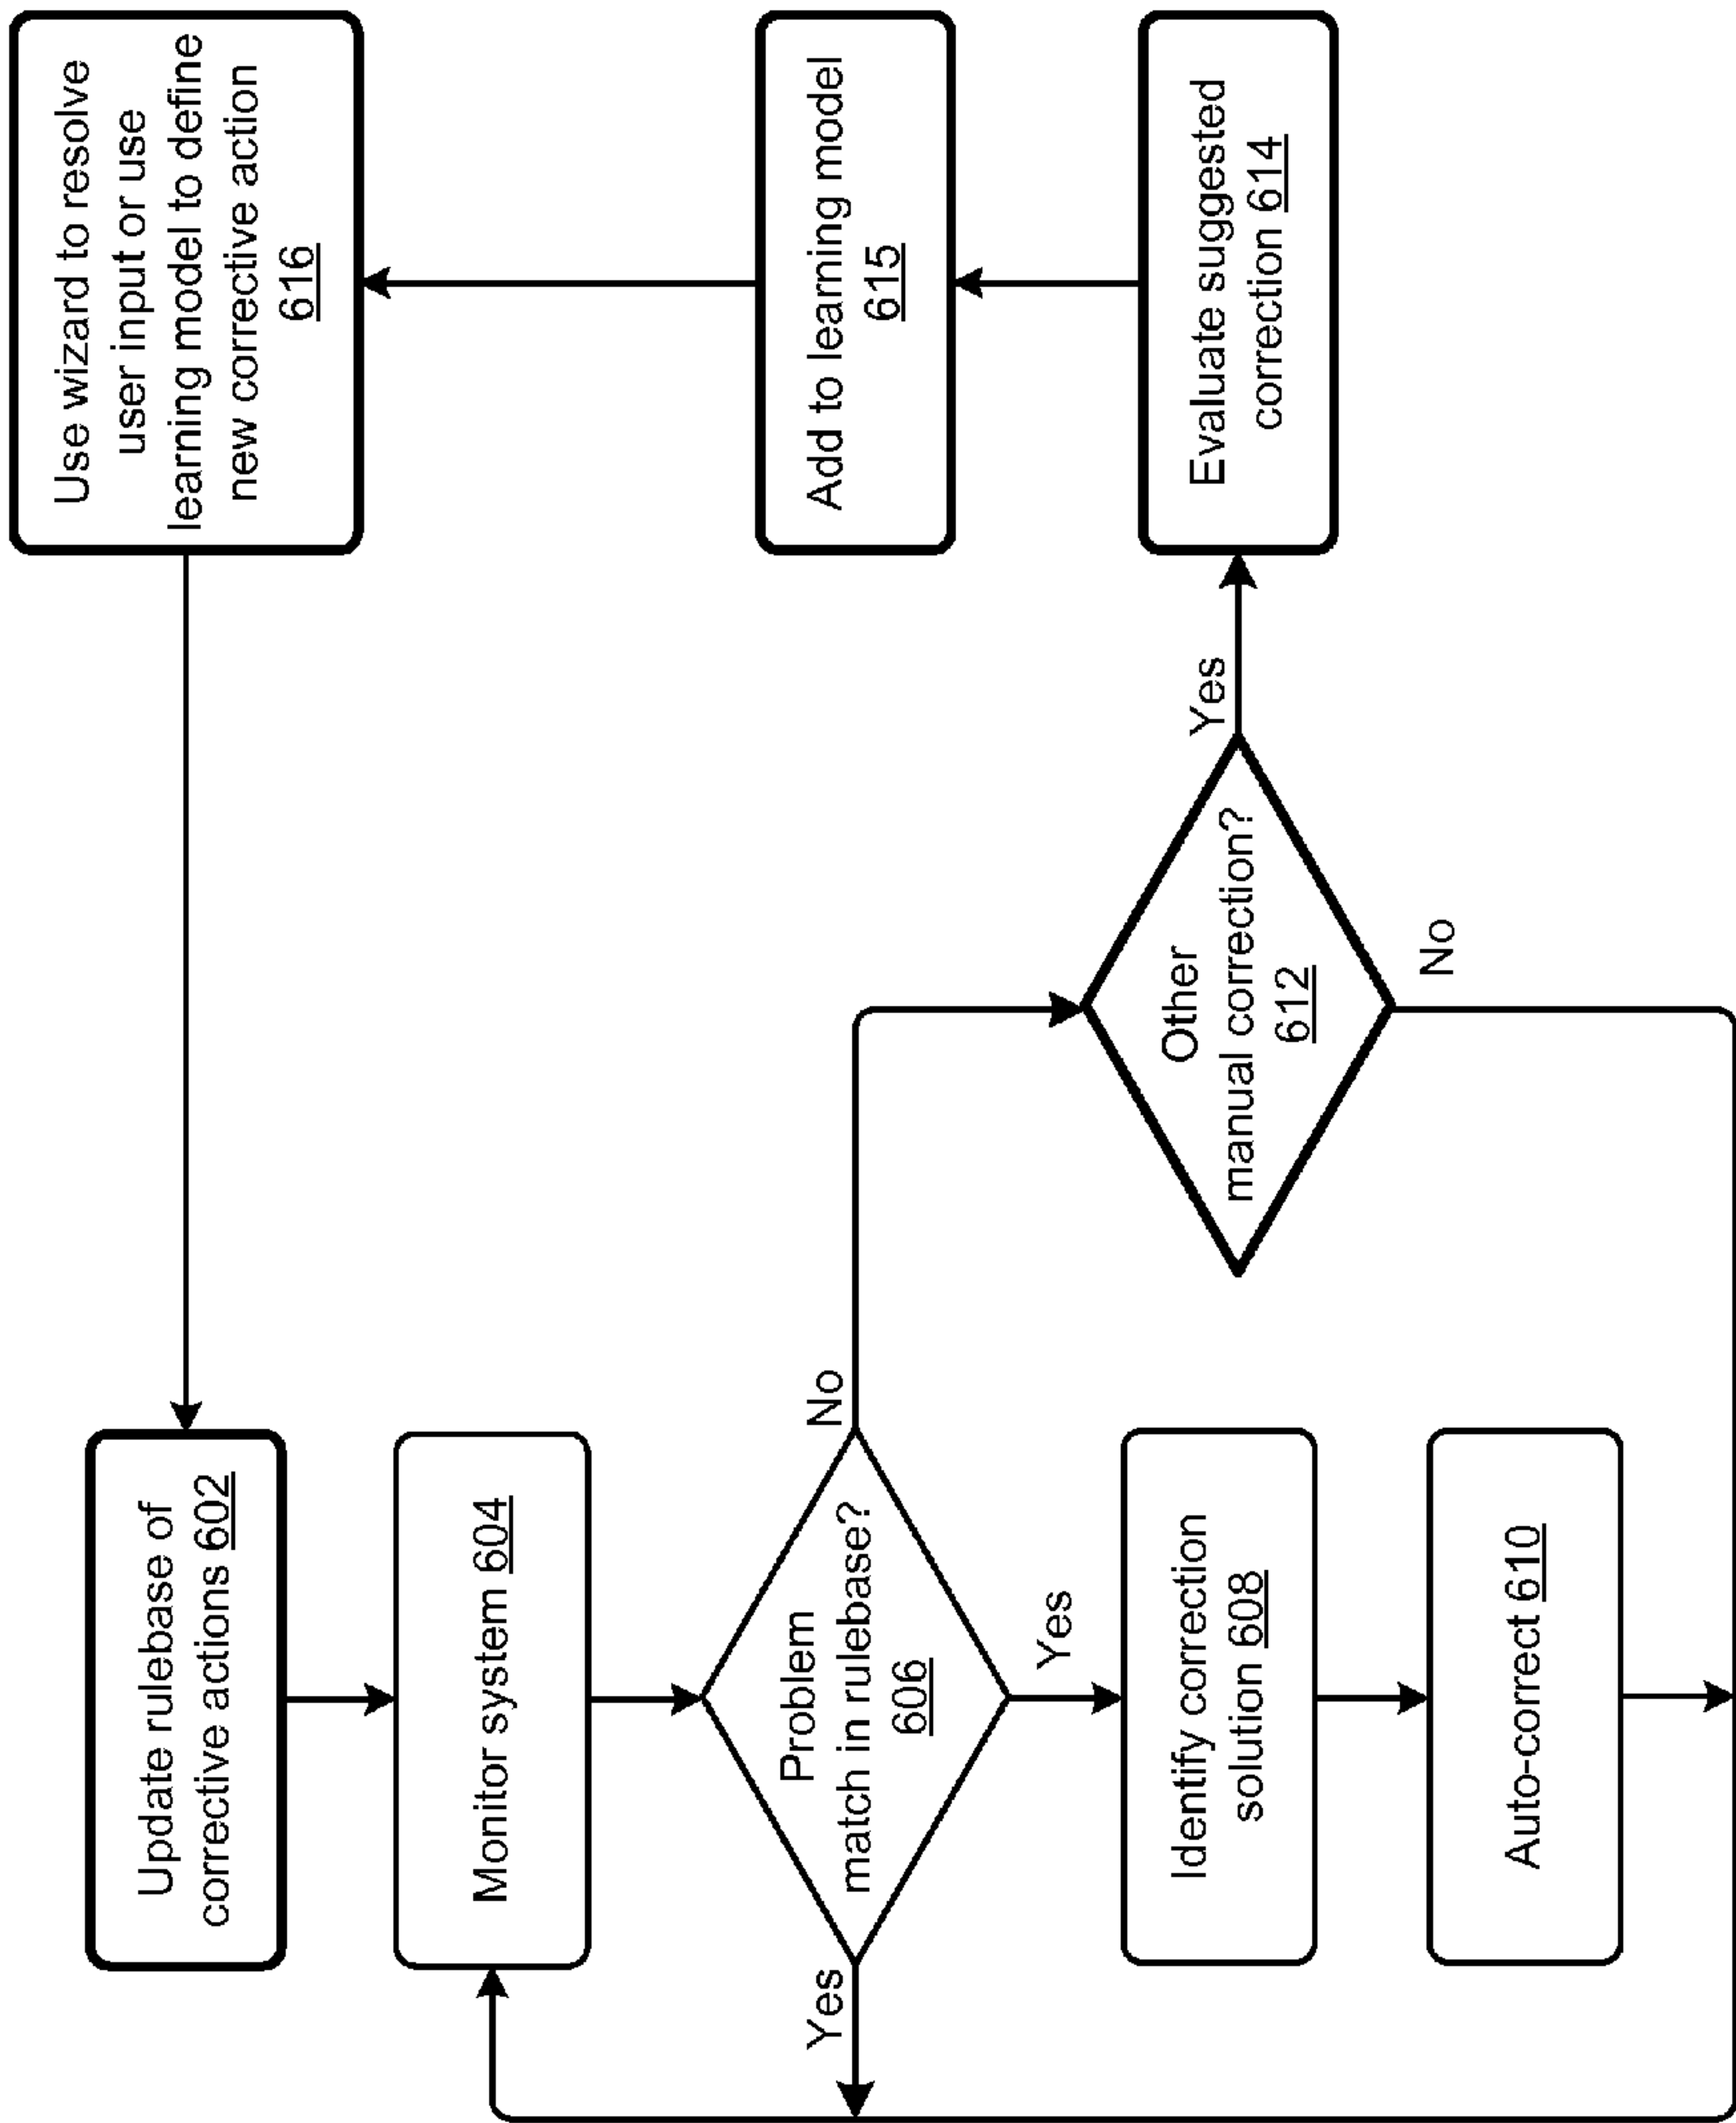 Update rulebase of
corrective actions 602
Monitor system 604
Problem
match in rulebase?
606
Yes
No
Yes
Identify correction
solution 608
Auto-correct 610
Other
manual correction?
612
Yes
No
Evaluate suggested
correction 614
Add to learning model
615
Use wizard to resolve
user input or use
learning model to define
new corrective action
616